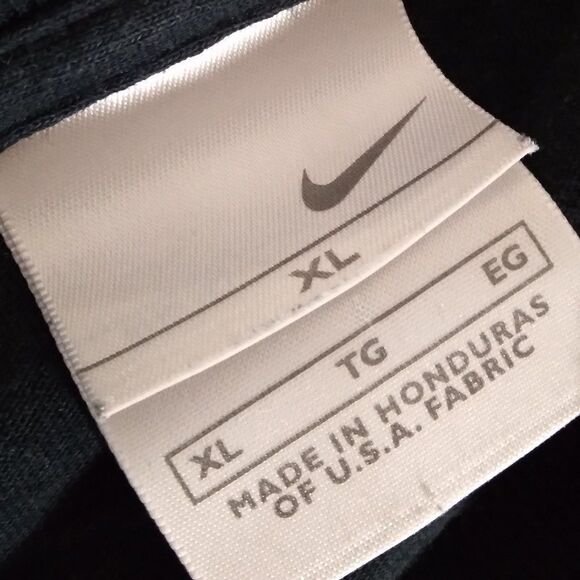 XL
XL TG EG
MADE IN HONDURAS
OF U.S.A. FABRIC